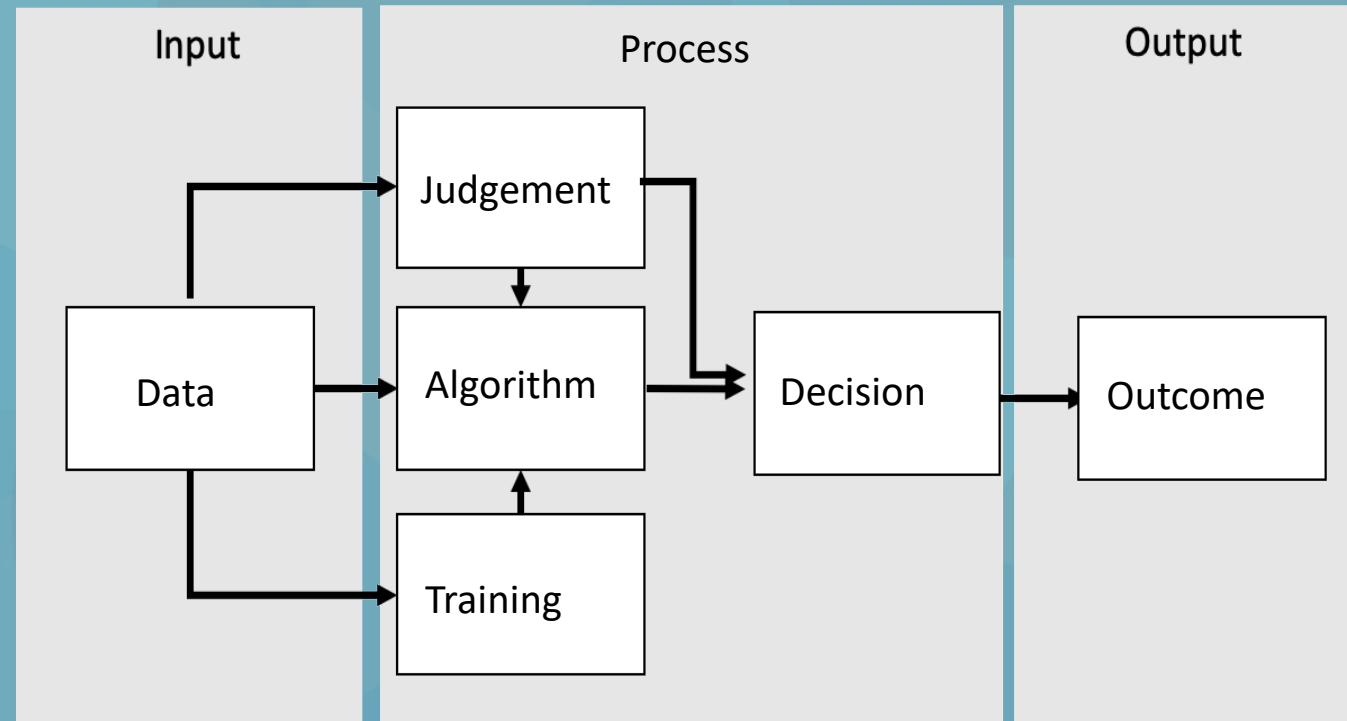 Input
Process
Output
Judgement
Data
Algorithm
Decision
Outcome
Training